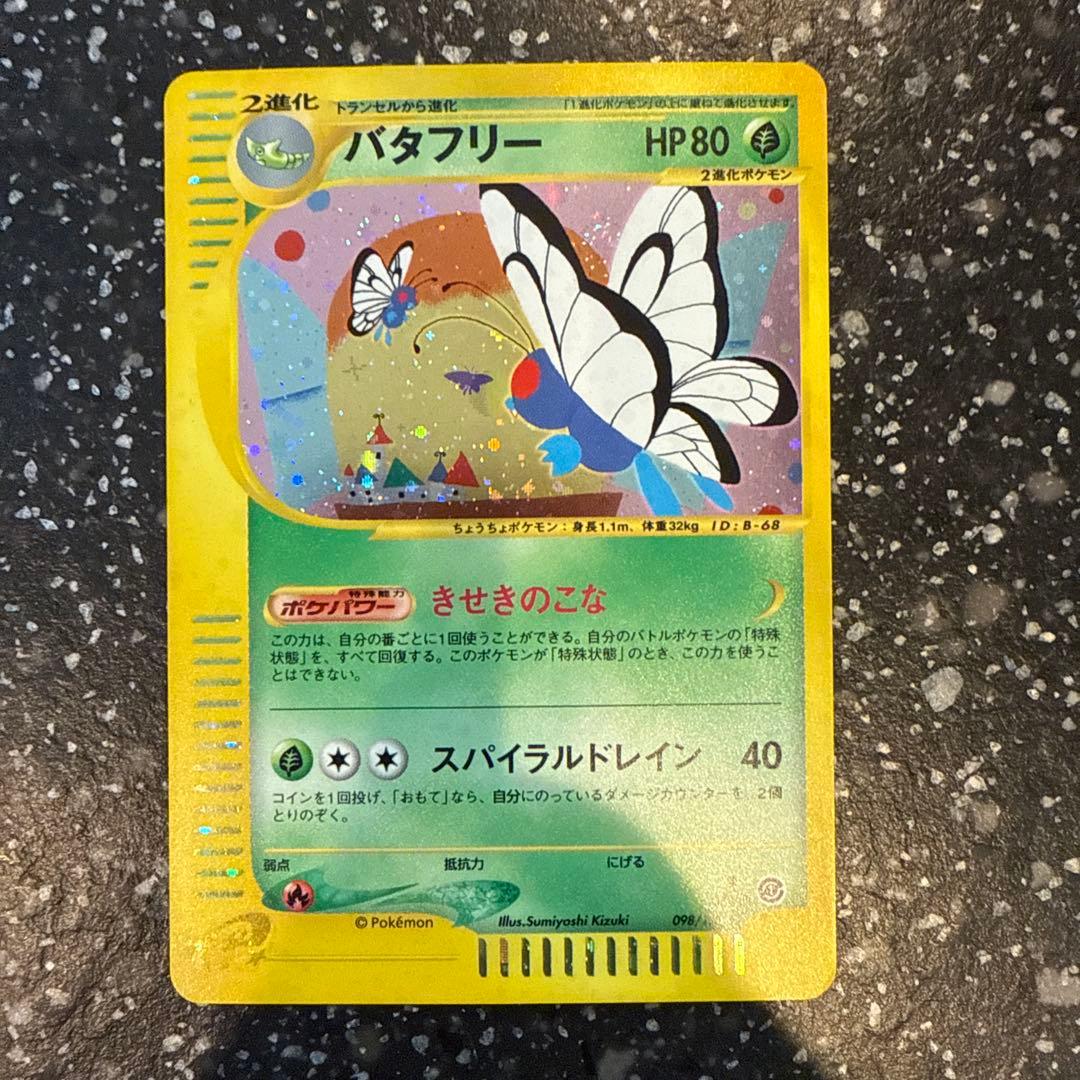 2進化 トランセルから進化 「1進化ポケモン」の上に重ねて進化させます。
バタフリー HP80
2進化ポケモン
ちょうちょポケモン：身長1.1m、体重32kg ID：B-68
特殊能力
ポケパワー きせきのこな
この力は、自分の番ごとに1回使うことができる。自分のバトルポケモンの「特殊
状態」を、すべて回復する。このポケモンが「特殊状態」のとき、この力を使うこ
とはできない。
スパイラルドレイン 40
コインを1回投げ、「おもて」なら、自分にのっているダメージカウンターを 2個
とりのぞく。
弱点 抵抗力 にげる
© Pokémon Illus.Sumiyoshi Kizuki 098/